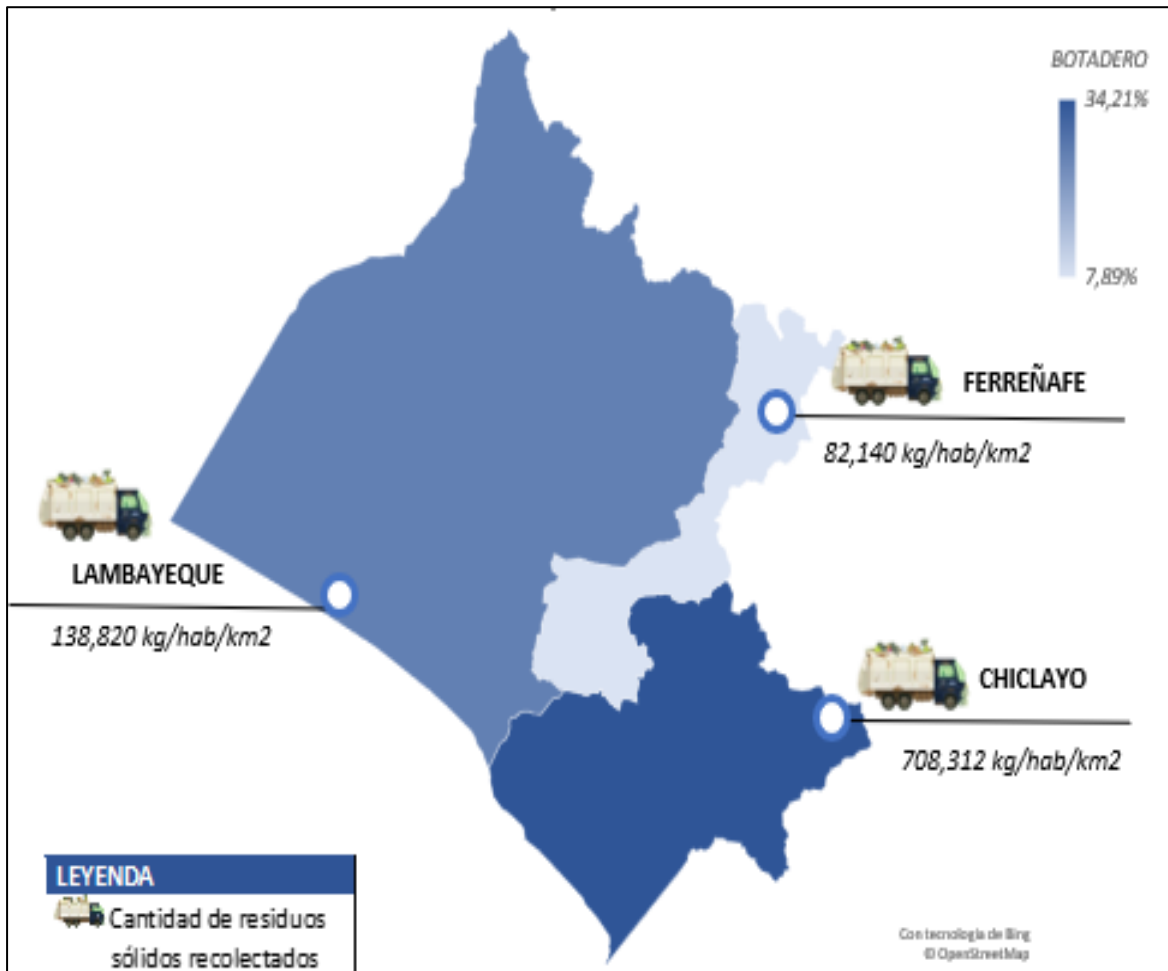 BOTADERO
34,21%
7,89%
FERREÑAFE
82,140 kg/hab/km2
LAMBAYEQUE
138,820 kg/hab/km2
CHICLAYO
708,312 kg/hab/km2
LEYENDA
Cantidad de residuos
sólidos recolectados
Con tecnología de Bing
© OpenStreetMap